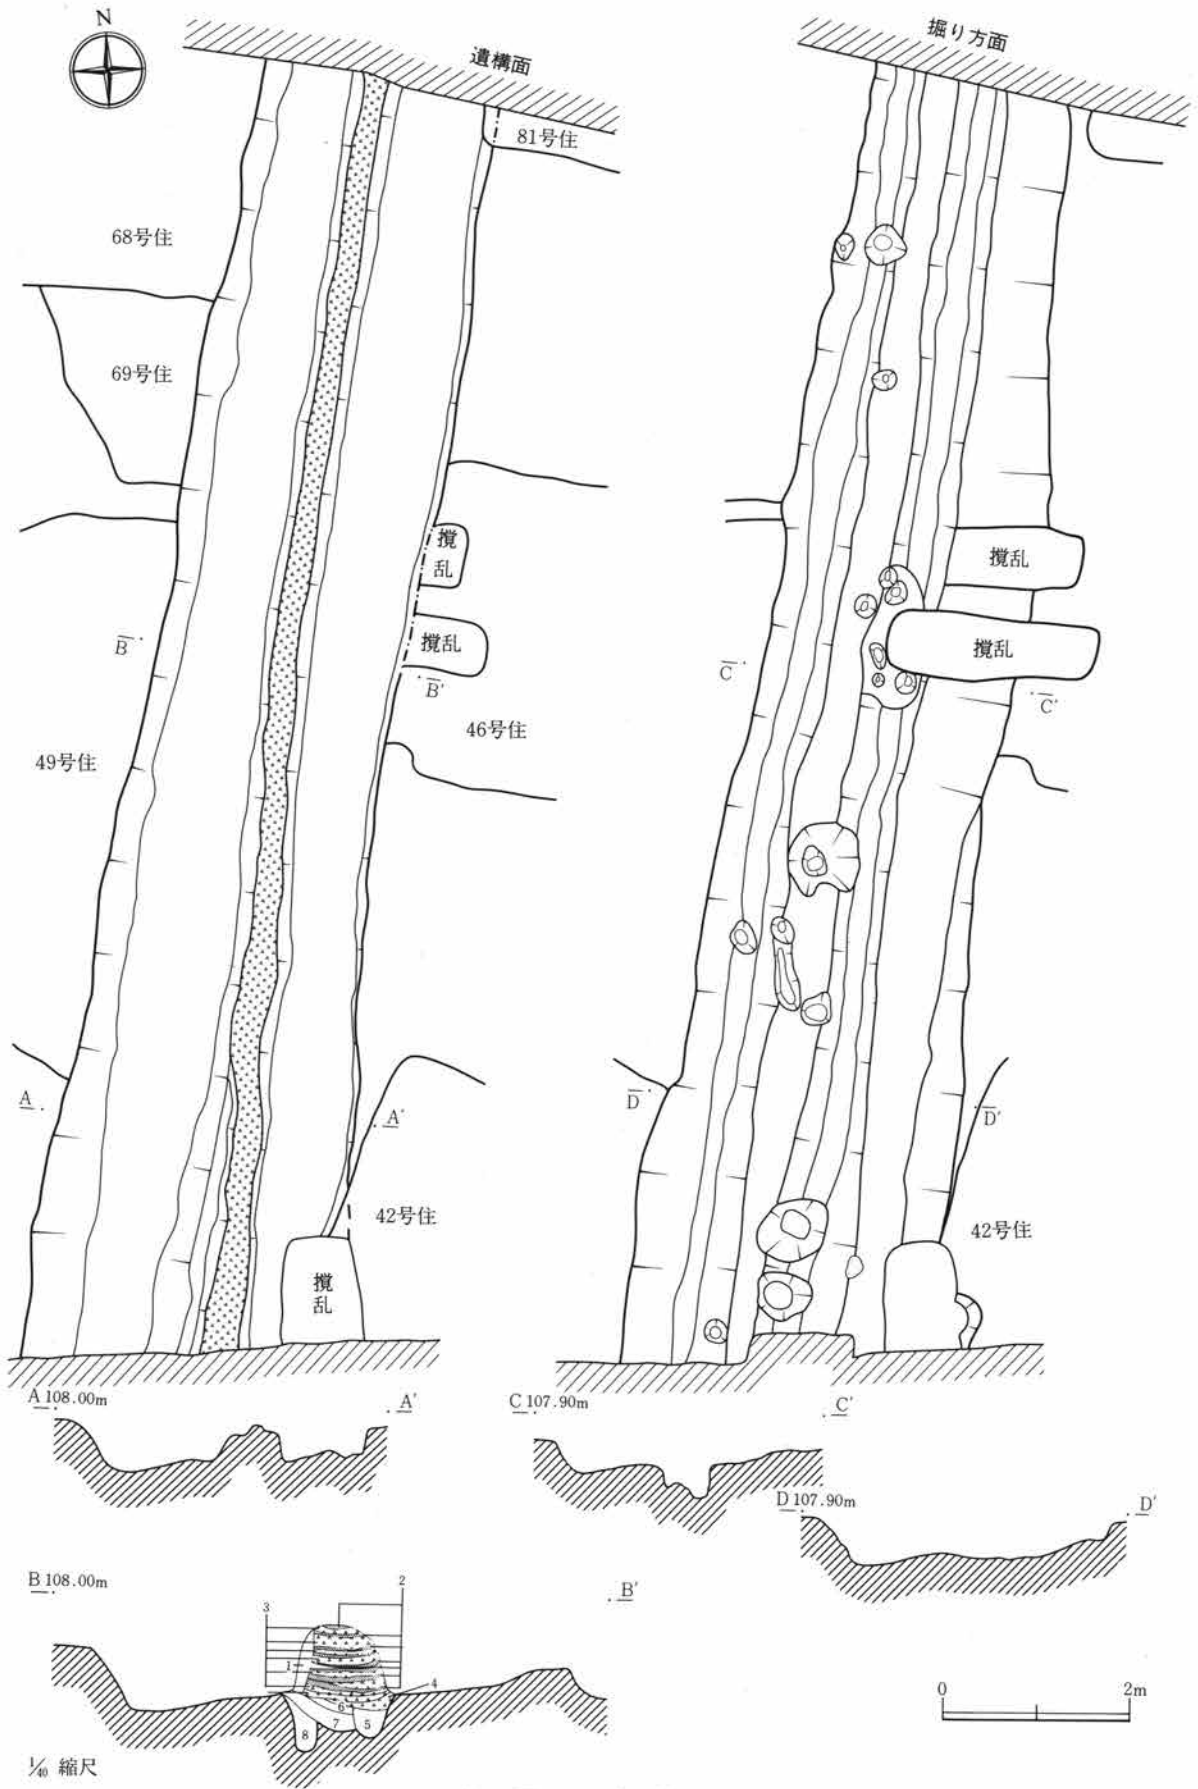 N
遺構面
掘り方面
81号住
68号住
69号住
撹
乱
撹乱
撹乱
撹乱
B
B'
C
C'
46号住
49号住
A
A'
D
D'
42号住
42号住
撹
乱
A 108.00m
A'
C 107.90m
C'
D 107.90m
D'
B 108.00m
B'
2
3
1
4
6
7
5
8
0
2m
1/40 縮尺